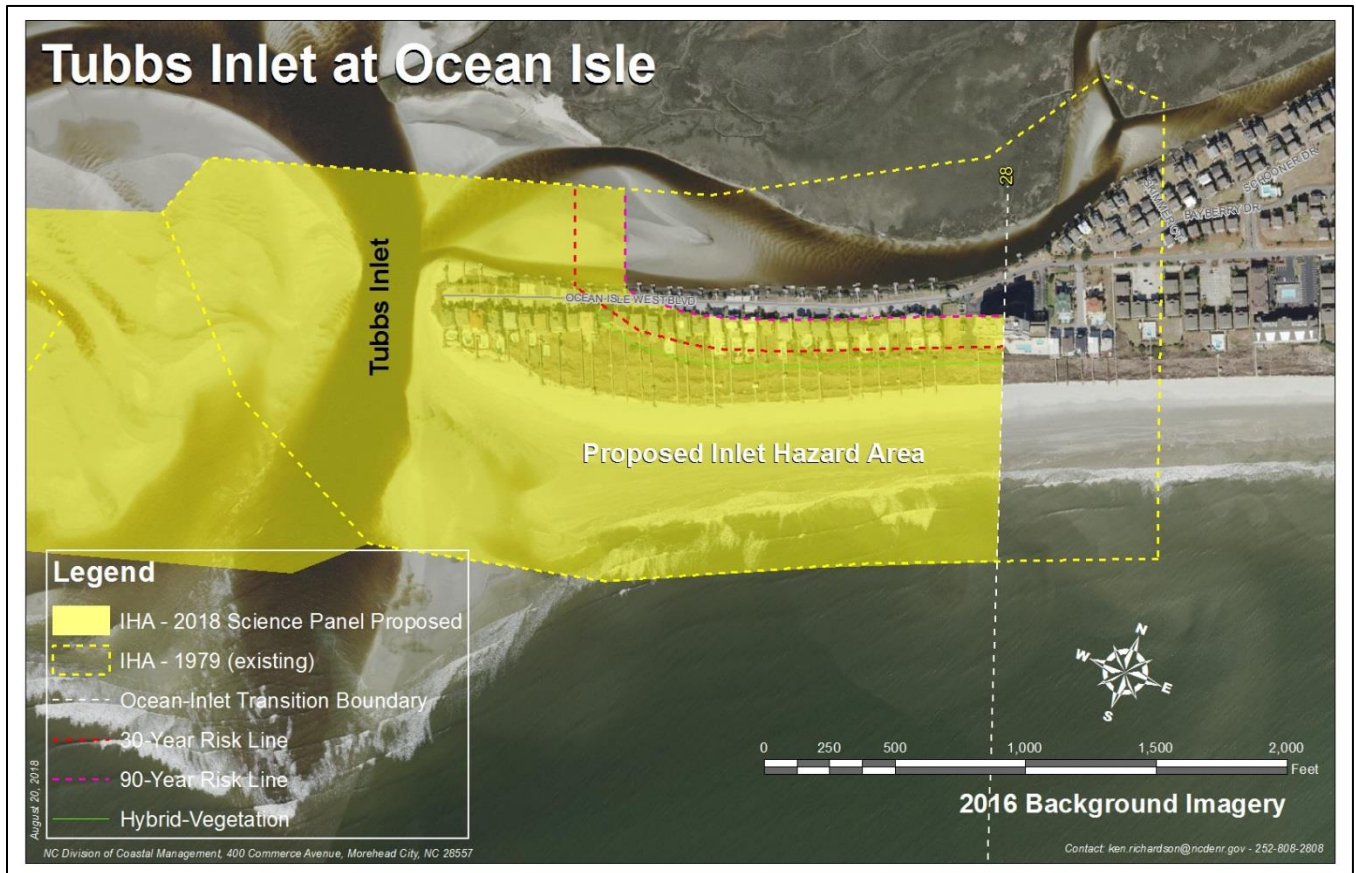 Tubbs Inlet at Ocean Isle
28
SCHOONER DR
BAYBERRY DR
OCEAN ISLE WEST BLVD
Tubbs Inlet
Proposed Inlet Hazard Area
Legend
IHA - 2018 Science Panel Proposed
IHA - 1979 (existing)
Ocean-Inlet Transition Boundary
30-Year Risk Line
90-Year Risk Line
Hybrid-Vegetation
N
W
E
S
0 250 500 1,000 1,500 2,000
Feet
2016 Background Imagery
August 20, 2018
NC Division of Coastal Management, 400 Commerce Avenue, Morehead City, NC 28557
Contact: ken.richardson@ncdenr.gov - 252-808-2808